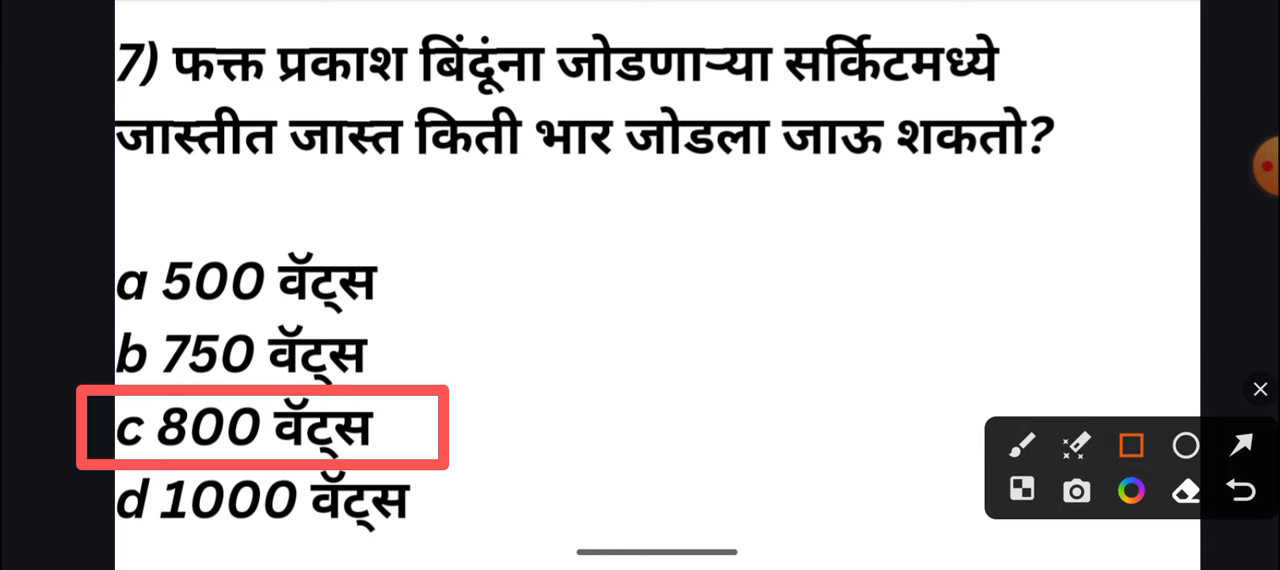 7) फक्त प्रकाश बिंदूंना जोडणाऱ्या सर्किटमध्ये
जास्तीत जास्त किती भार जोडला जाऊ शकतो?
a 500 वॅट्स
b 750 वॅट्स
c 800 वॅट्स
d 1000 वॅट्स